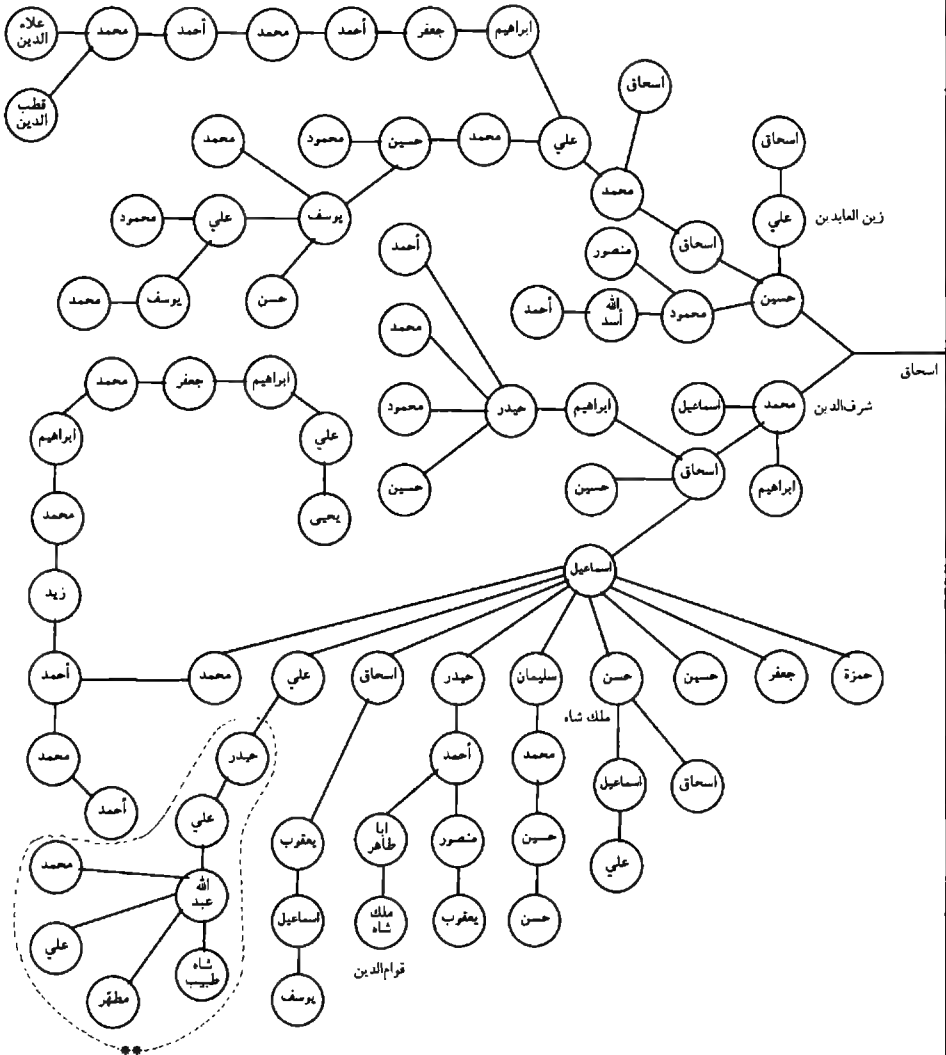 ابراهيم
جعفر
أحمد
محمد
أحمد
محمد
علاء
الدين
قطب
الدين
اسحاق
اسحاق
علي
محمد
حسين
محمود
محمد
محمد
يوسف
علي
محمود
حسن
يوسف
محمد
علي
زين العابدين
اسحاق
منصور
حسين
محمود
الله
أسد
أحمد
اسحاق
أحمد
محمد
محمود
حسين
حيدر
ابراهيم
محمد
شرف‌الدين
اسماعيل
اسحاق
ابراهيم
حسين
ابراهيم
جعفر
محمد
علي
يحيى
ابراهيم
محمد
زيد
أحمد
محمد
أحمد
اسماعيل
حمزة
جعفر
حسين
حسن
ملك شاه
سليمان
حيدر
اسحاق
علي
محمد
اسحاق
اسماعيل
علي
محمد
حسين
حسن
أحمد
منصور
يعقوب
ابا
طاهر
ملك
شاه
قوام‌الدين
يعقوب
اسماعيل
يوسف
حيدر
علي
الله
عبد
محمد
علي
مطهّر
شاه
طبيب